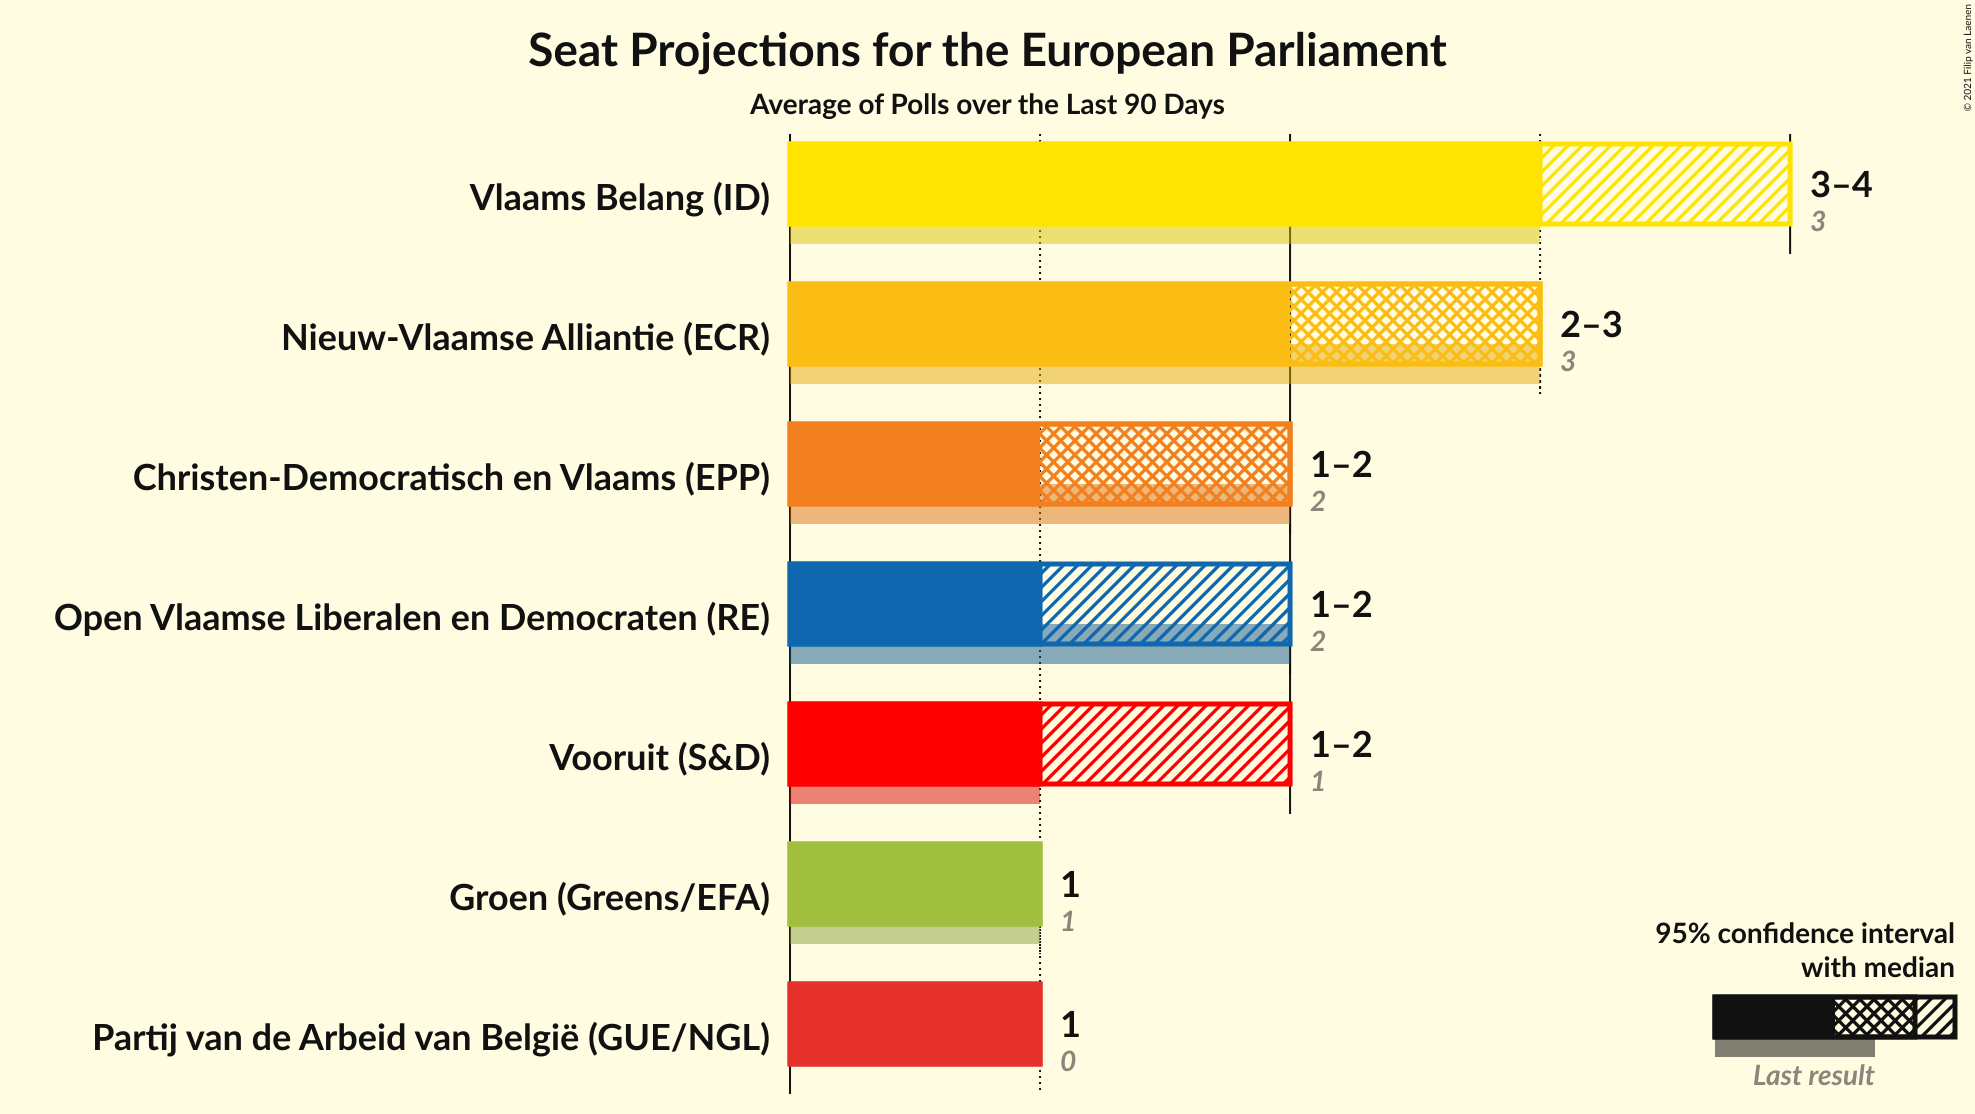 Seat Projections for the European Parliament
Average of Polls over the Last 90 Days
© 2021 Filip van Laenen
Vlaams Belang (ID)
3–4
3
Nieuw-Vlaamse Alliantie (ECR)
2–3
3
Christen-Democratisch en Vlaams (EPP)
1–2
2
Open Vlaamse Liberalen en Democraten (RE)
1–2
2
Vooruit (S&D)
1–2
1
Groen (Greens/EFA)
1
1
Partij van de Arbeid van België (GUE/NGL)
1
0
95% confidence interval
with median
Last result